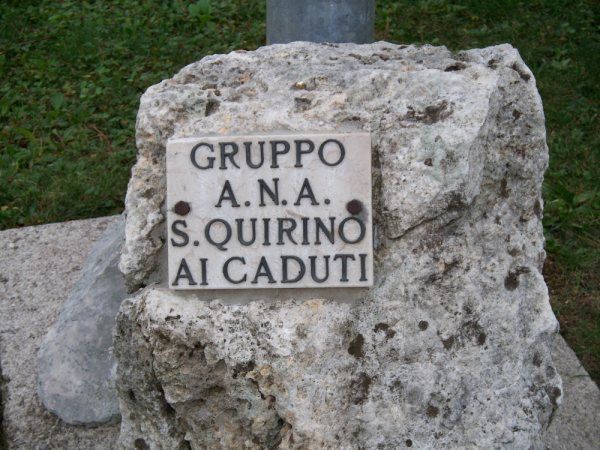 GRUPPO
A.N.A.
S. QUIRINO
AI CADUTI